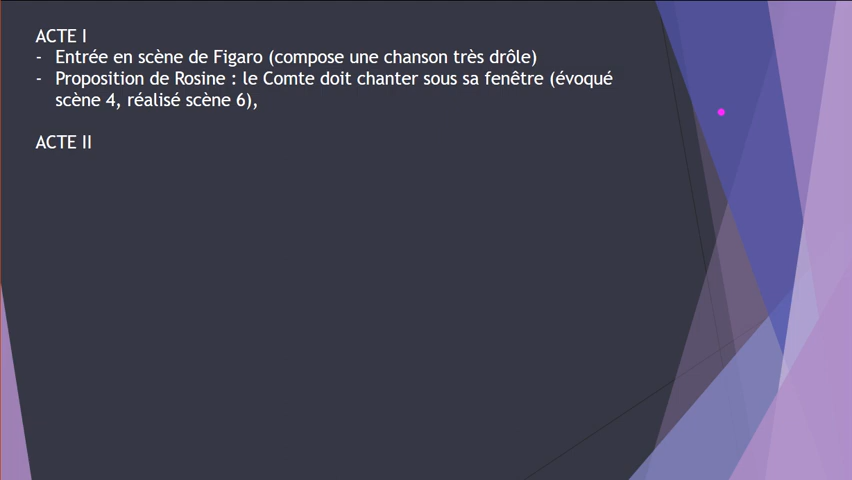 ACTE I
- Entrée en scène de Figaro (compose une chanson très drôle)
- Proposition de Rosine : le Comte doit chanter sous sa fenêtre (évoqué
scène 4, réalisé scène 6),
ACTE II